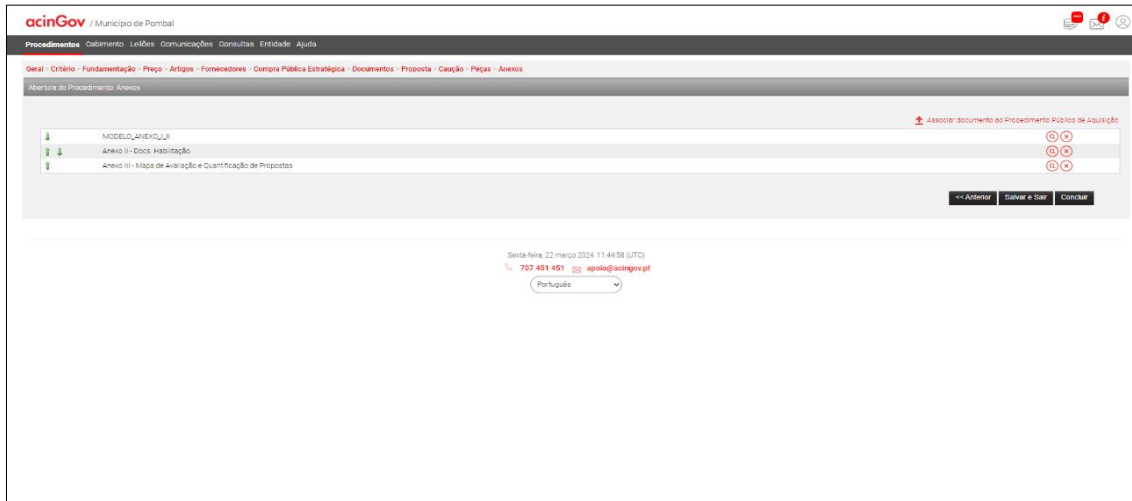 acinGov / Município de Pombal
Procedimentos Cabimento Leilões Comunicações Consultas Entidade Ajuda
Geral - Critério - Fundamentação - Preço - Artigos - Fornecedores - Compra Pública Estratégica - Documentos - Proposta - Caução - Peças - Anexos
Abertura do Procedimento: Anexos
Associar documento ao Procedimento Público de Aquisição
MODELO_ANEXO_I_II
Anexo II - Docs. Habilitação
Anexo III - Mapa de Avaliação e Quantificação de Propostas
<< Anterior Salvar e Sair Concluir
Sexta-feira, 22 março 2024 11:44:58 (UTC)
707 451 451 apoio@acingov.pt
Português